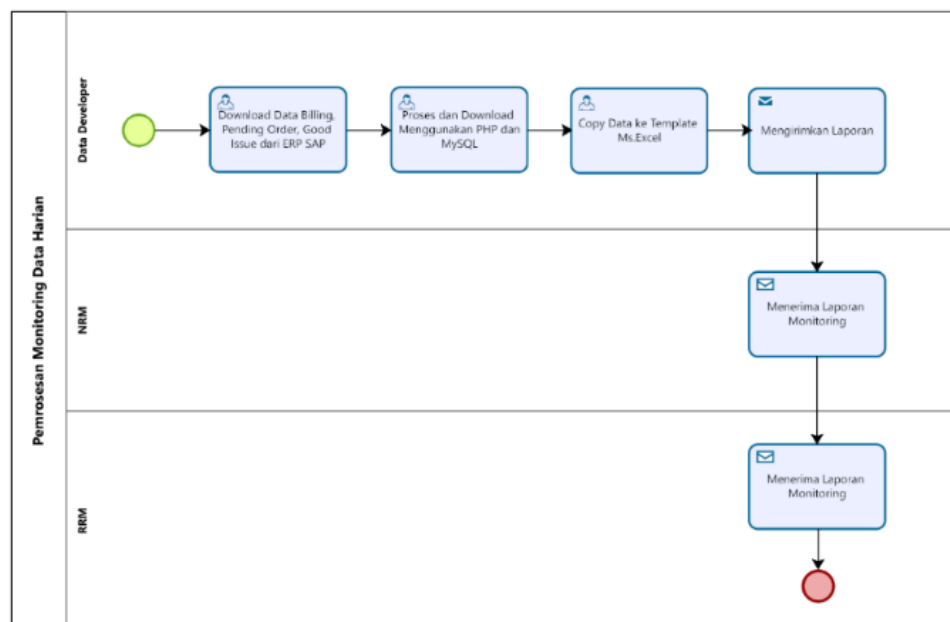 Pemrosesan Monitoring Data Harian
Data Developer
Download Data Billing,
Pending Order, Good
Issue dari ERP SAP
Proses dan Download
Menggunakan PHP dan
MySQL
Copy Data ke Template
Ms.Excel
Mengirimkan Laporan
NRM
Menerima Laporan
Monitoring
RRM
Menerima Laporan
Monitoring